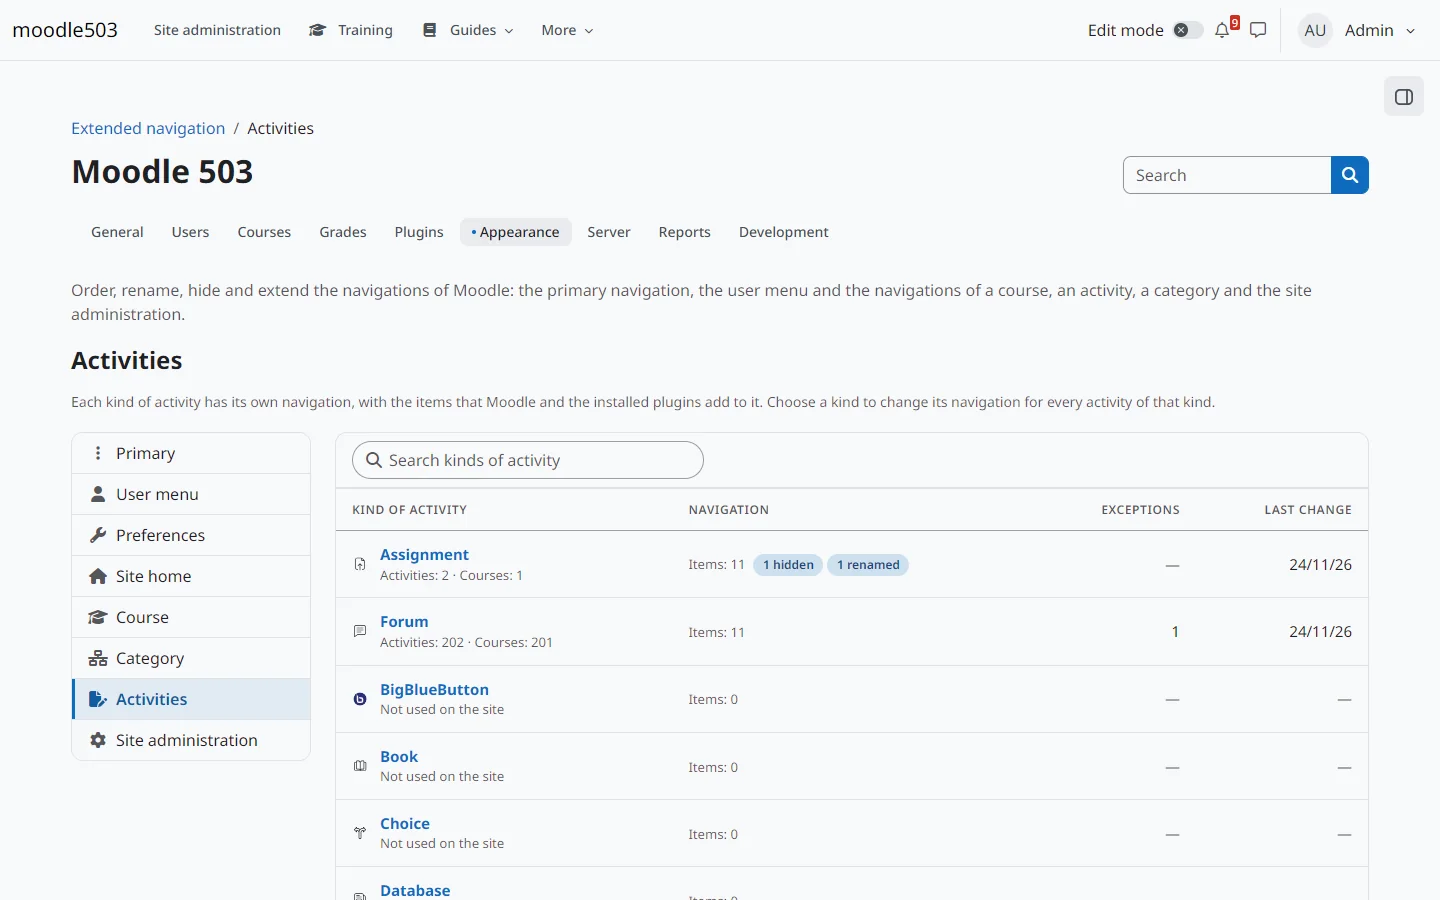 moodle503
Site administration
Training
Guides
More
Edit mode
9
AU
Admin
Extended navigation / Activities
Moodle 503
Search
General
Users
Courses
Grades
Plugins
Appearance
Server
Reports
Development
Order, rename, hide and extend the navigations of Moodle: the primary navigation, the user menu and the navigations of a course, an activity, a category and the site
administration.
Activities
Each kind of activity has its own navigation, with the items that Moodle and the installed plugins add to it. Choose a kind to change its navigation for every activity of that kind.
Primary
User menu
Preferences
Site home
Course
Category
Activities
Site administration
Search kinds of activity
KIND OF ACTIVITY NAVIGATION EXCEPTIONS LAST CHANGE
Assignment
Activities: 2 · Courses: 1
Items: 11 1 hidden 1 renamed
—
24/11/26
Forum
Activities: 202 · Courses: 201
Items: 11
1
24/11/26
BigBlueButton
Not used on the site
Items: 0
—
—
Book
Not used on the site
Items: 0
—
—
Choice
Not used on the site
Items: 0
—
—
Database